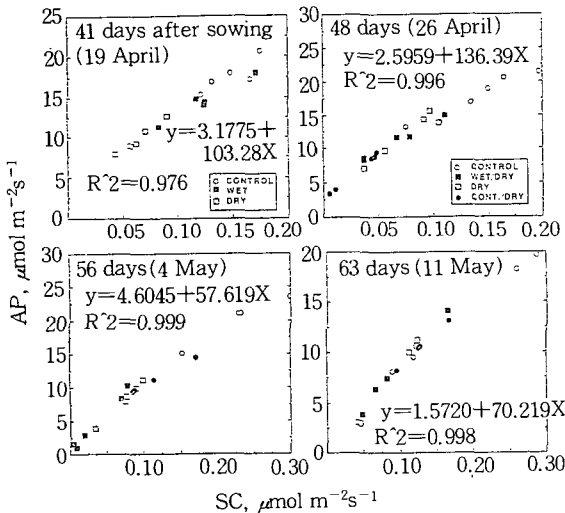 41 days after sowing
(19 April)
y=3.1775+
103.28X
R^2=0.976
CONTROL
WET
DRY
25
20
15
10
5
0
0.05
0.10
0.15
0.20
48 days (26 April)
y=2.5959+136.39X
R^2=0.996
CONTROL
WET/DRY
DRY
CONT./DRY
30
25
20
15
10
5
0
0.05
0.10
0.15
0.20
56 days (4 May)
y=4.6045+57.619X
R^2=0.999
30
25
20
15
10
5
0
0.10
0.20
0.30
63 days (11 May)
y=1.5720+70.219X
R^2=0.998
20
15
10
5
0
0.10
0.20
0.30
AP, μmol m⁻²s⁻¹
SC, μmol m⁻²s⁻¹